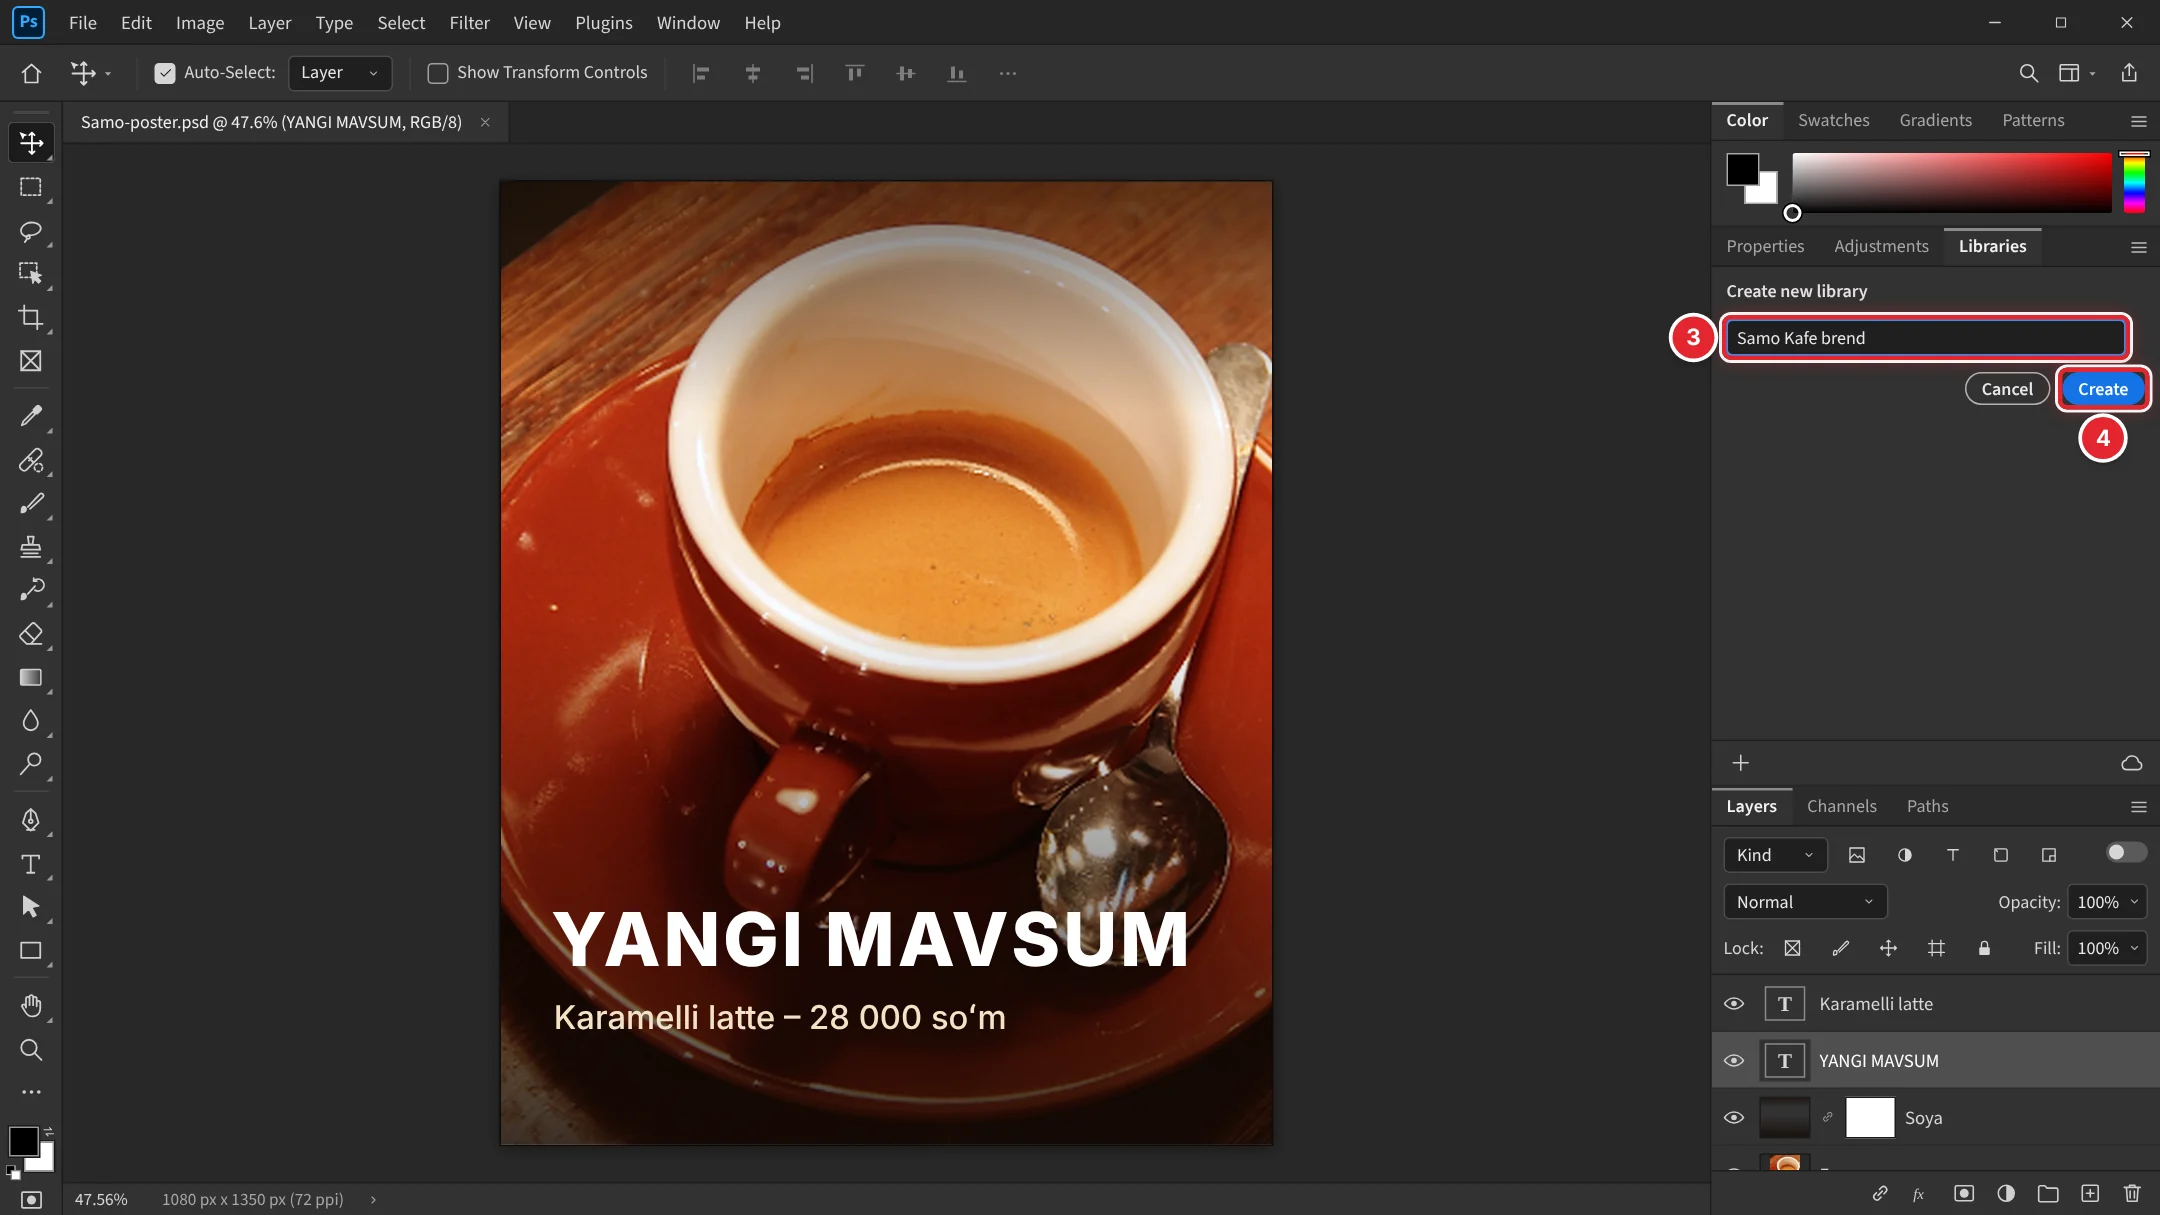 Ps File Edit Image Layer Type Select Filter View Plugins Window Help
Auto-Select: Layer Show Transform Controls
Samo-poster.psd @ 47.6% (YANGI MAVSUM, RGB/8)
Color Swatches Gradients Patterns
Properties Adjustments Libraries
Create new library
3 Samo Kafe brend
Cancel Create
4
YANGI MAVSUM
Karamelli latte – 28 000 soʻm
Layers Channels Paths
Kind
Normal Opacity: 100%
Lock: Fill: 100%
T Karamelli latte
T YANGI MAVSUM
Soya
fx
47.56% 1080 px x 1350 px (72 ppi)